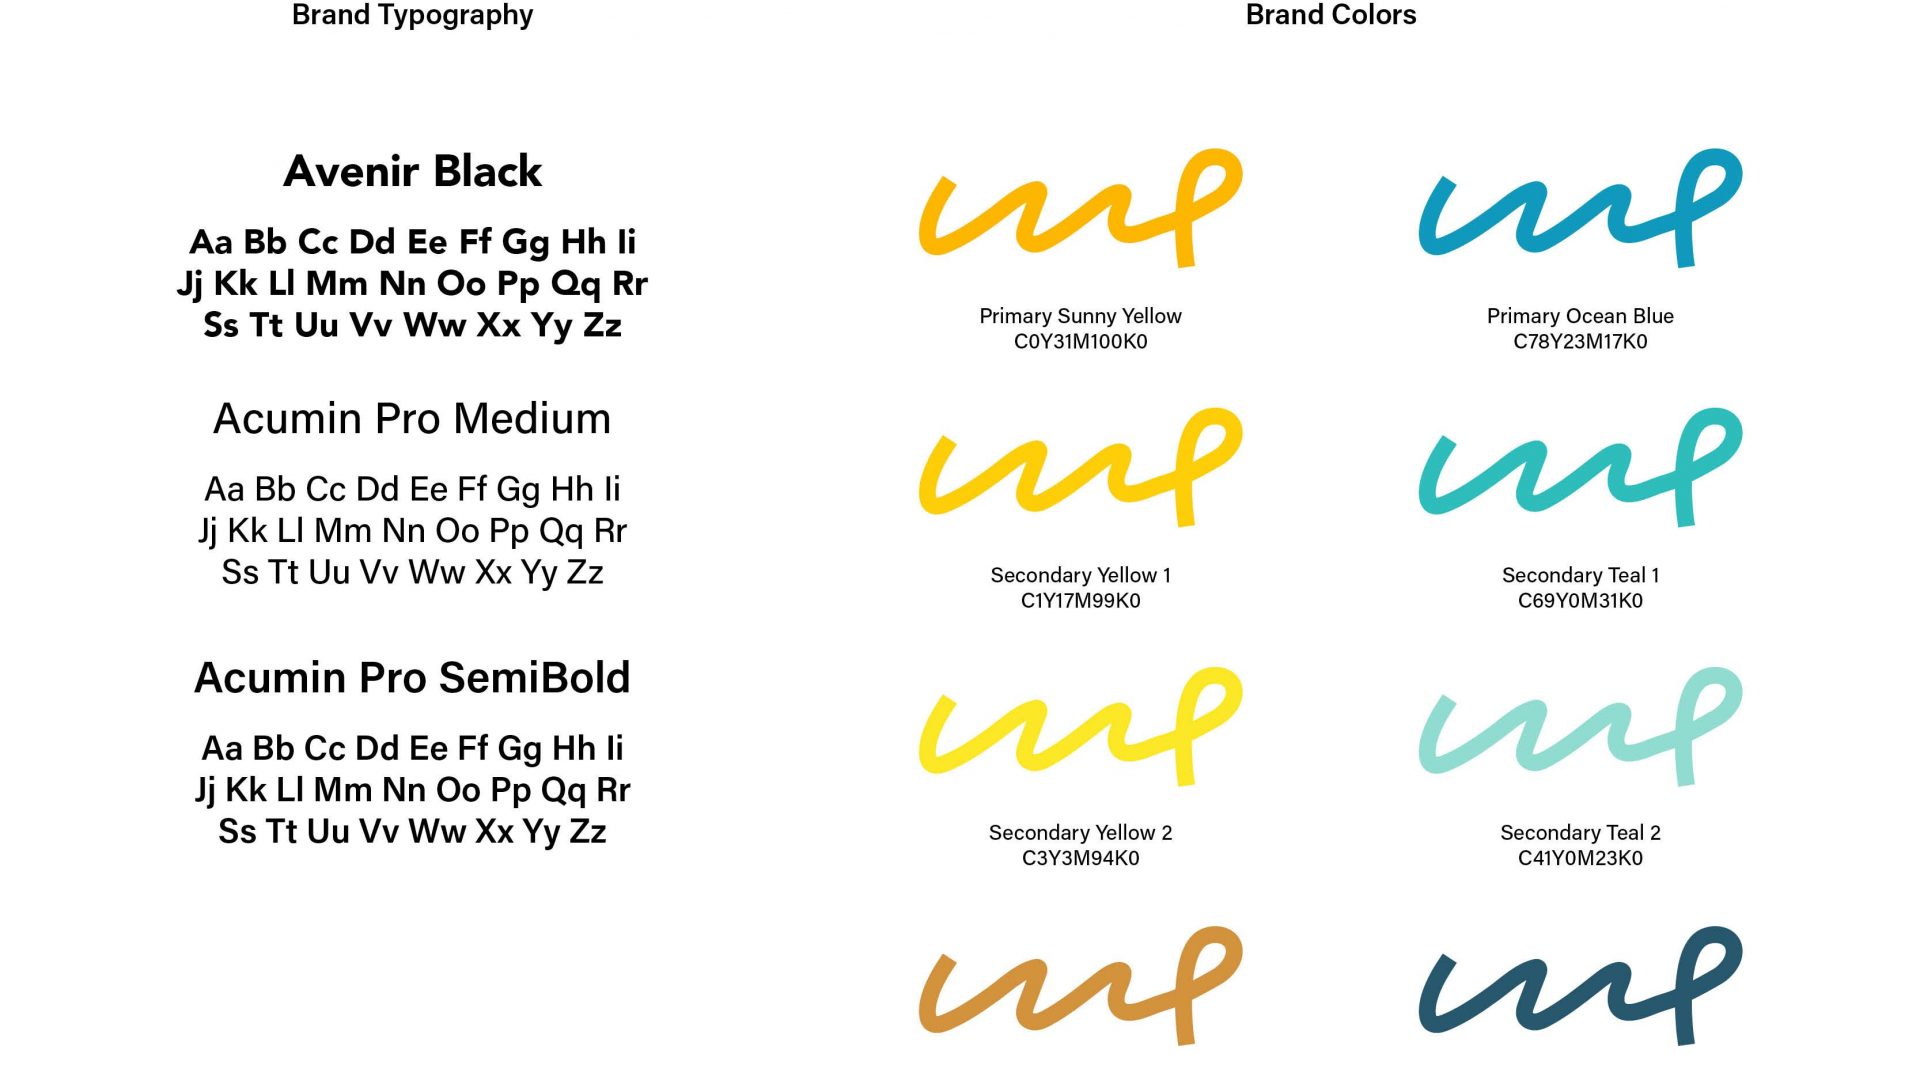 Brand Typography
Avenir Black
Aa Bb Cc Dd Ee Ff Gg Hh Ii
Jj Kk Ll Mm Nn Oo Pp Qq Rr
Ss Tt Uu Vv Ww Xx Yy Zz
Acumin Pro Medium
Aa Bb Cc Dd Ee Ff Gg Hh Ii
Jj Kk Ll Mm Nn Oo Pp Qq Rr
Ss Tt Uu Vv Ww Xx Yy Zz
Acumin Pro SemiBold
Aa Bb Cc Dd Ee Ff Gg Hh Ii
Jj Kk Ll Mm Nn Oo Pp Qq Rr
Ss Tt Uu Vv Ww Xx Yy Zz
Brand Colors
Primary Sunny Yellow
C0Y31M100K0
Primary Ocean Blue
C78Y23M17K0
Secondary Yellow 1
C1Y17M99K0
Secondary Teal 1
C69Y0M31K0
Secondary Yellow 2
C3Y3M94K0
Secondary Teal 2
C41Y0M23K0